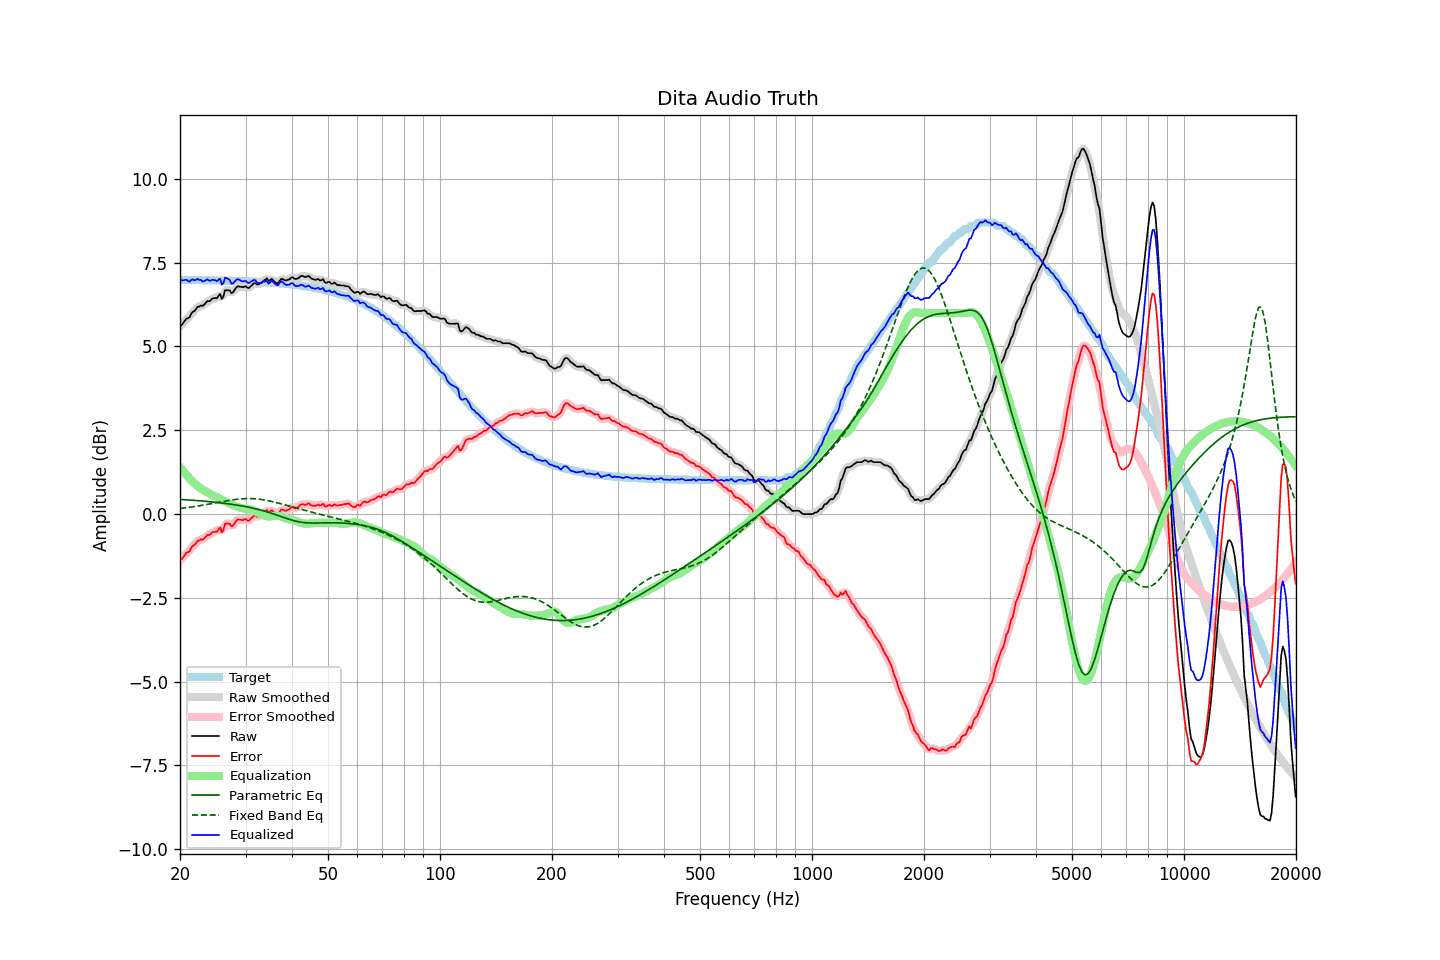 Dita Audio Truth
Amplitude (dBr)
10.0
7.5
5.0
2.5
0.0
−2.5
−5.0
−7.5
−10.0
Target
Raw Smoothed
Error Smoothed
Raw
Error
Equalization
Parametric Eq
Fixed Band Eq
Equalized
20 50 100 200 500 1000 2000 5000 10000 20000
Frequency (Hz)